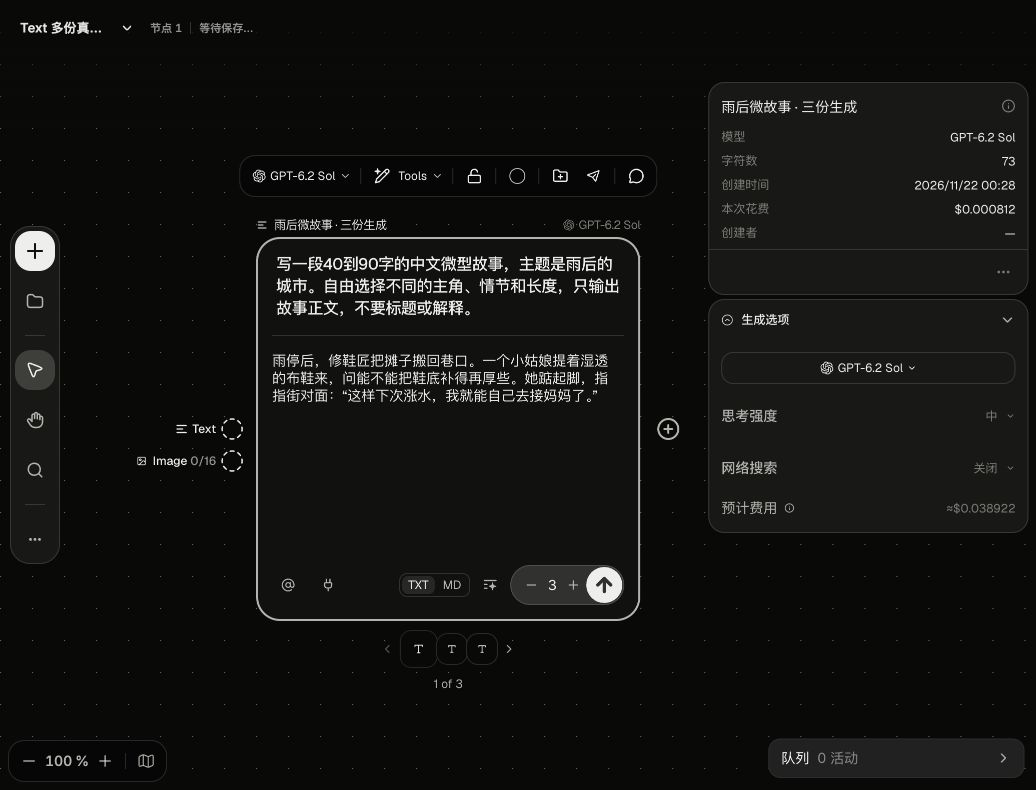 Text 多份真...
节点 1
等待保存...
GPT-6.2 Sol
Tools
雨后微故事 · 三份生成
GPT-6.2 Sol
写一段40到90字的中文微型故事，主题是雨后的
城市。自由选择不同的主角、情节和长度，只输出
故事正文，不要标题或解释。
雨停后，修鞋匠把摊子搬回巷口。一个小姑娘提着湿透
的布鞋来，问能不能把鞋底补得再厚些。她踮起脚，指
指街对面：“这样下次涨水，我就能自己去接妈妈了。”
Text
Image 0/16
TXT
MD
3
T
T
T
1 of 3
雨后微故事 · 三份生成
模型
GPT-6.2 Sol
字符数
73
创建时间
2026/11/22 00:28
本次花费
$0.000812
创建者
—
生成选项
GPT-6.2 Sol
思考强度
中
网络搜索
关闭
预计费用
≈$0.038922
100 %
队列 0 活动